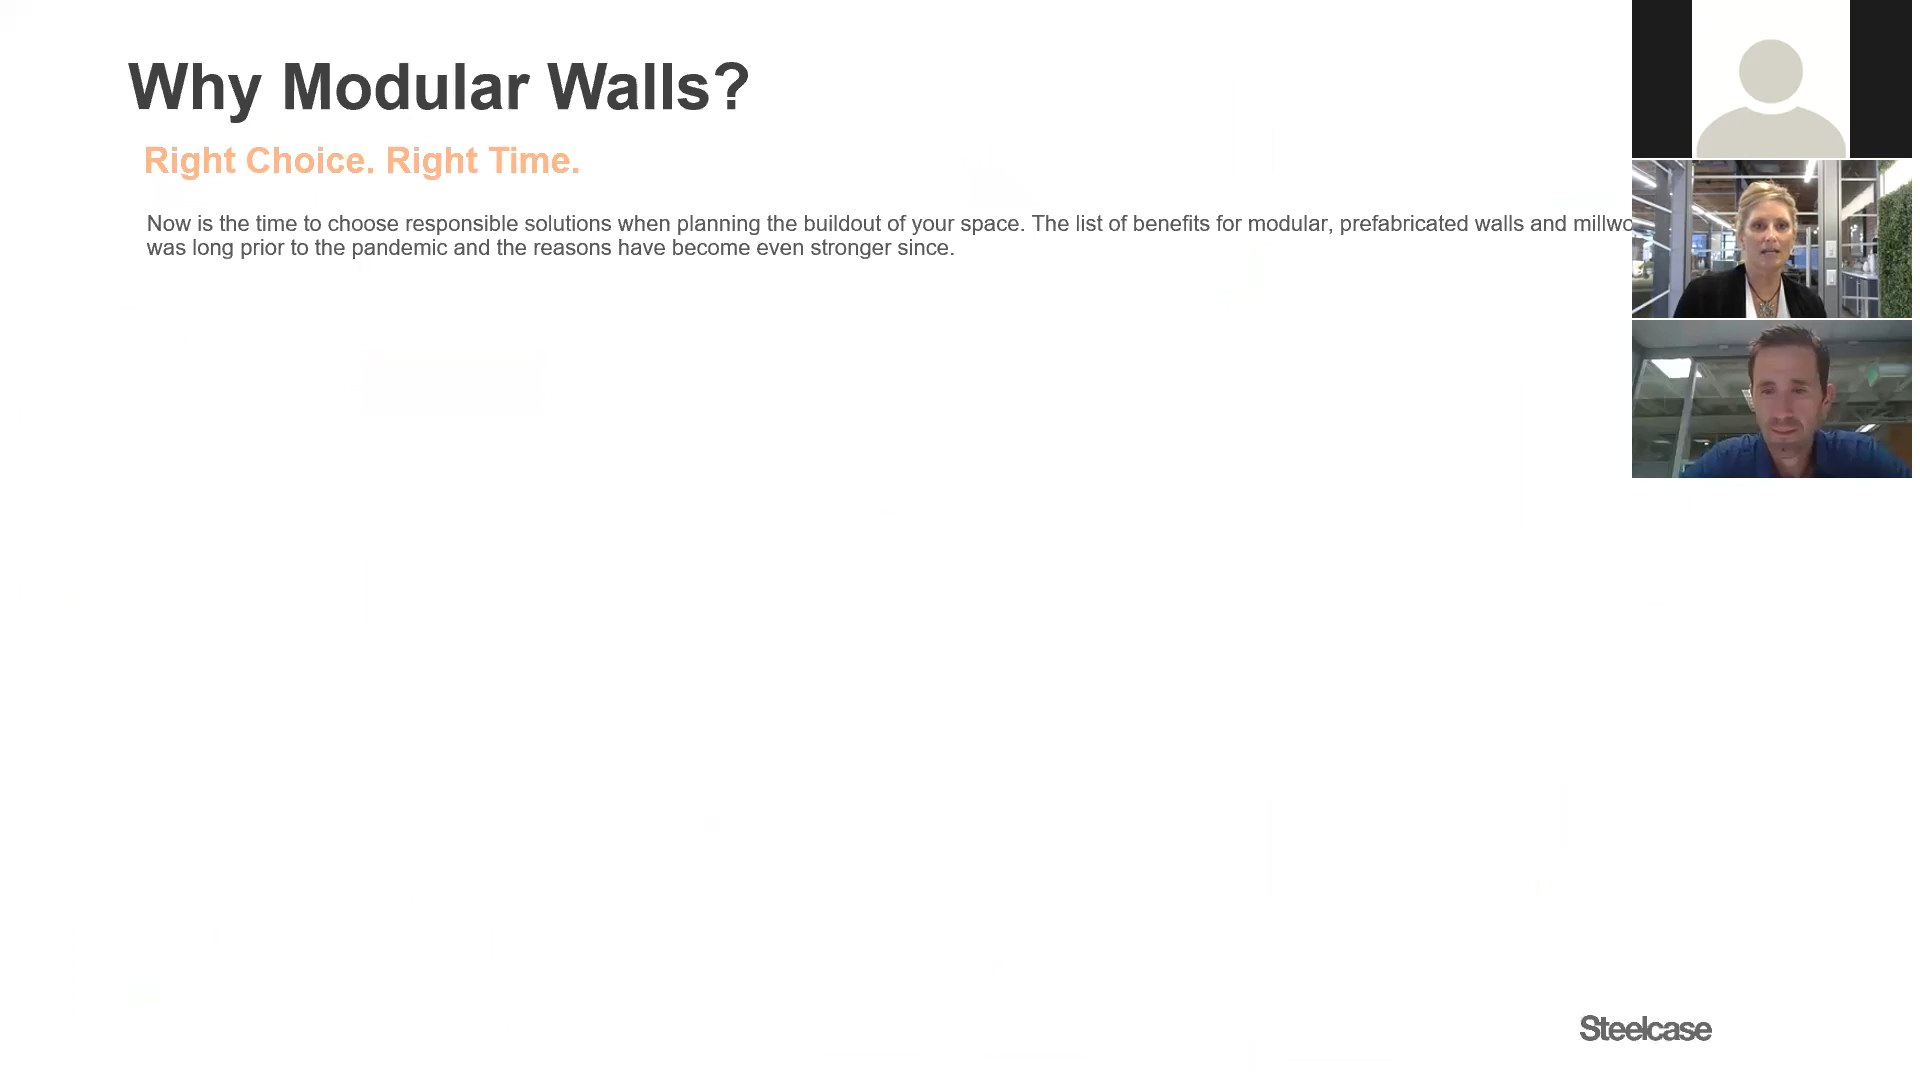 Why Modular Walls?
Right Choice. Right Time.
Now is the time to choose responsible solutions when planning the buildout of your space. The list of benefits for modular, prefabricated walls and
was long prior to the pandemic and the reasons have become even stronger since.
Steelcase